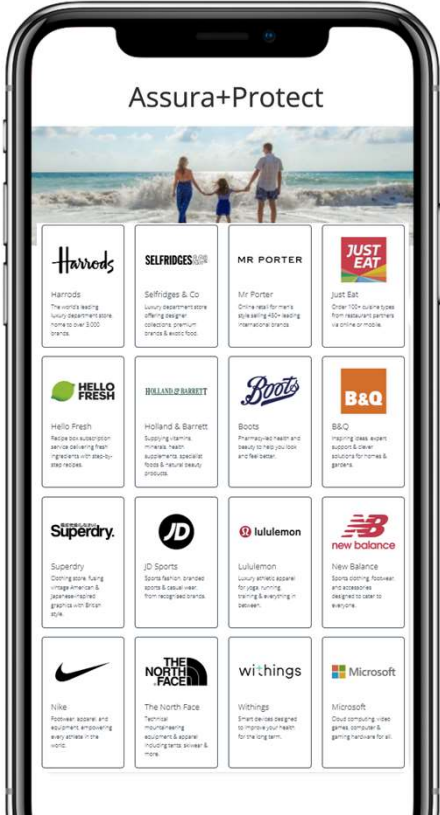 Assura+Protect
Harrods
SELFRIDGES&CO
MR PORTER
JUST
EAT
Harrods
The world's leading
luxury department store,
home to over 3,000
brands.
Selfridges & Co
Luxury department store
offering designer
collections, premium
brands & exotic food.
Mr Porter
Online retail for men's
style selling 450+ leading
international brands.
Just Eat
Order 100+ cuisine types
from restaurant partners
via online or mobile.
HELLO
FRESH
HOLLAND & BARRETT
Boots
B&Q
Hello Fresh
Recipe box subscription
service delivering fresh
ingredients with step-by-
step recipes.
Holland & Barrett
Supplying vitamins,
minerals, health
supplements, specialist
foods & natural beauty
products.
Boots
Pharmacy-led health and
beauty to help you look
and feel better.
B&Q
Inspiring ideas, expert
support & clever
solutions for homes &
gardens.
Superdry.
JD
lululemon
new balance
Superdry
Clothing store, fusing
vintage American &
Japanese-inspired
graphics with British
style.
JD Sports
Sports fashion, branded
sports & casual wear,
from recognised brands.
Lululemon
Luxury athletic apparel
for yoga, running,
training & everything in
between.
New Balance
Sports clothing, footwear,
and accessories
designed to cater to
everyone.
THE
NORTH
FACE
withings
Microsoft
Nike
Footwear, apparel, and
equipment, empowering
every athlete in the
world.
The North Face
Technical
mountaineering
equipment & apparel
including tents, skiwear &
more.
Withings
Smart devices designed
to improve your health
for the long term.
Microsoft
Cloud computing, video
games, computer &
gaming hardware for all.